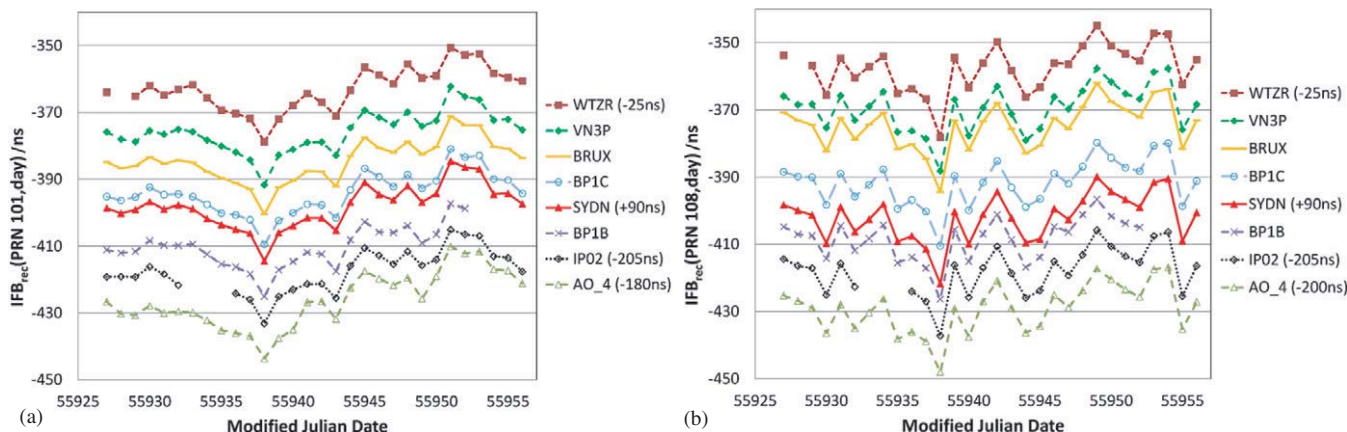 -350
-370
-390
-410
-430
-450
IFBrec(PRN 101,day) /ns
55925 55930 55935 55940 55945 55950 55955
(a)
Modified Julian Date
WTZR (-25ns)
VN3P
BRUX
BP1C
SYDN (+90ns)
BP1B
IP02 (-205ns)
AO_4 (-180ns)
-350
-370
-390
-410
-430
-450
IFBrec(PRN 108,day) /ns
55925 55930 55935 55940 55945 55950 55955
(b)
Modified Julian Date
WTZR (-25ns)
VN3P
BRUX
BP1C
SYDN (+90ns)
BP1B
IP02 (-205ns)
AO_4 (-200ns)